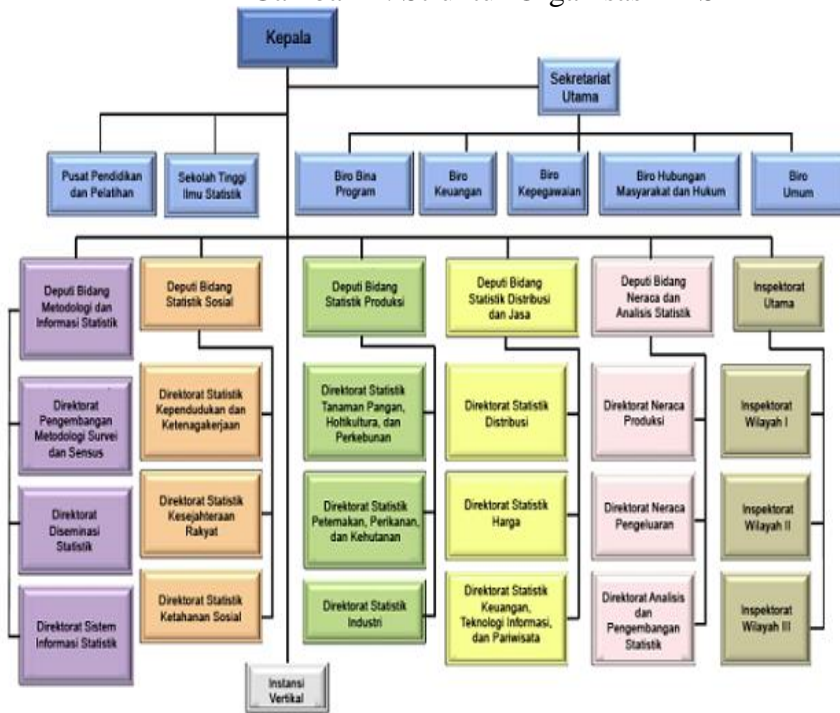 Kepala
Sekretariat
Utama
Pusat Pendidikan
dan Pelatihan
Sekolah Tinggi
Ilmu Statistik
Biro Bina
Program
Biro
Keuangan
Biro
Kepegawaian
Biro Hubungan
Masyarakat dan Hukum
Biro
Umum
Deputi Bidang
Metodologi dan
Informasi Statistik
Deputi Bidang
Statistik Sosial
Deputi Bidang
Statistik Produksi
Deputi Bidang
Statistik Distribusi
dan Jasa
Deputi Bidang
Neraca dan
Analisis Statistik
Inspektorat
Utama
Direktorat
Pengembangan
Metodologi Survei
dan Sensus
Direktorat Statistik
Kependudukan dan
Ketenagakerjaan
Direktorat Statistik
Tanaman Pangan,
Holtikultura, dan
Perkebunan
Direktorat Statistik
Distribusi
Direktorat Neraca
Produksi
Inspektorat
Wilayah I
Direktorat
Diseminasi
Statistik
Direktorat Statistik
Kesejahteraan
Rakyat
Direktorat Statistik
Peternakan, Perikanan,
dan Kehutanan
Direktorat Statistik
Harga
Direktorat Neraca
Pengeluaran
Inspektorat
Wilayah II
Direktorat Sistem
Informasi Statistik
Direktorat Statistik
Ketahanan Sosial
Direktorat Statistik
Industri
Direktorat Statistik
Keuangan,
Teknologi Informasi,
dan Pariwisata
Direktorat Analisis
dan
Pengembangan
Statistik
Inspektorat
Wilayah III
Instansi
Vertikal